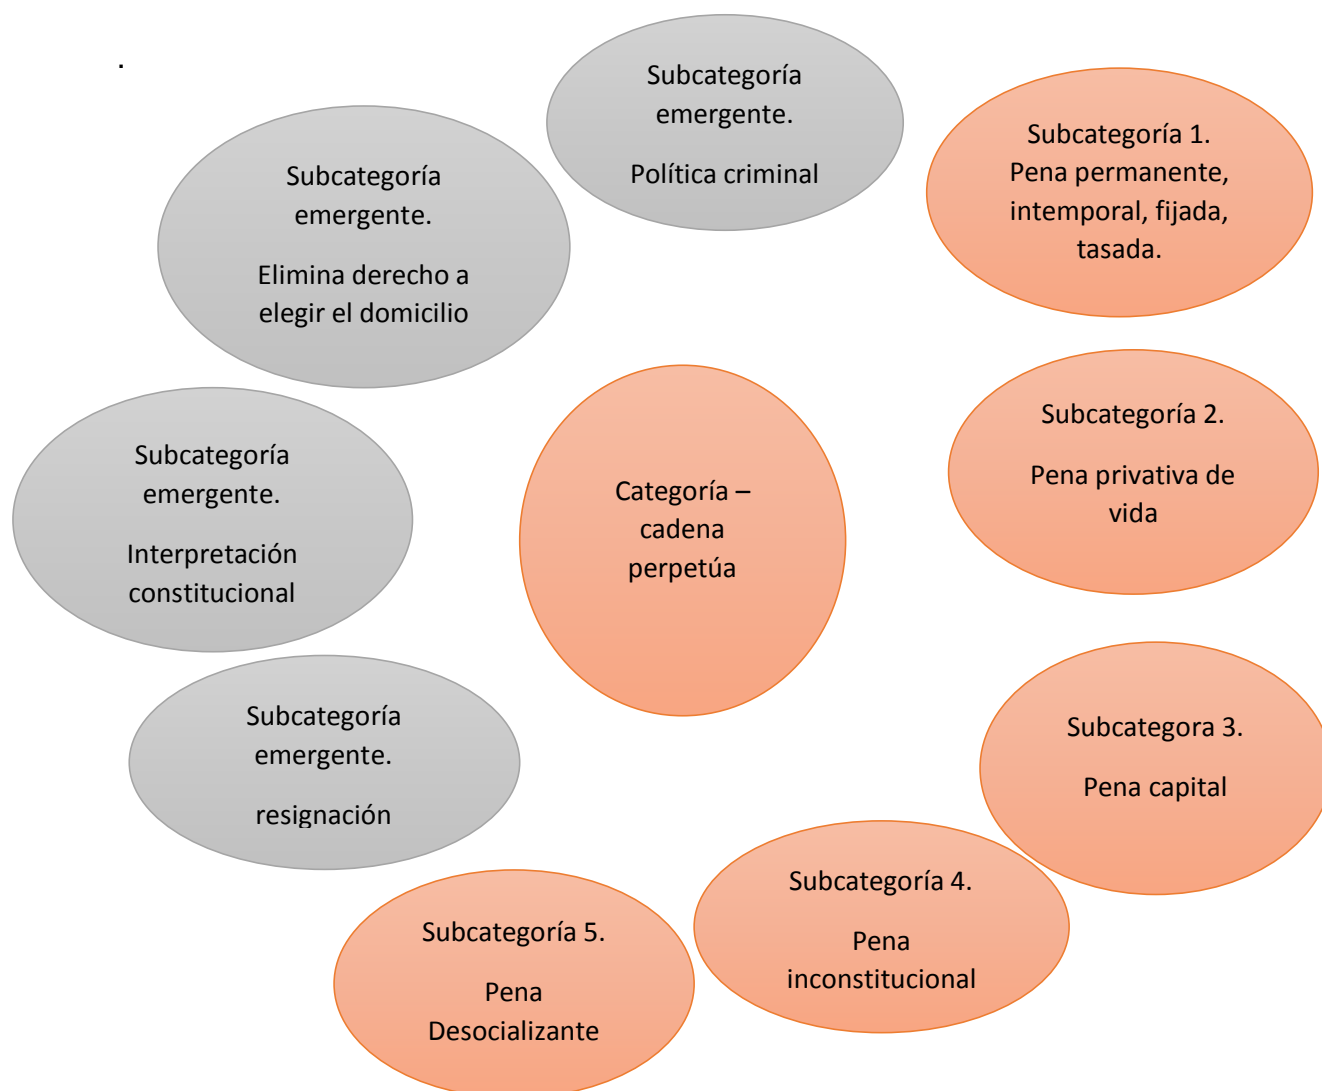 .
Subcategoría
emergente.
Política criminal
Subcategoría 1.
Pena permanente,
intemporal, fijada,
tasada.
Subcategoría
emergente.
Elimina derecho a
elegir el domicilio
Subcategoría 2.
Pena privativa de
vida
Subcategoría
emergente.
Interpretación
constitucional
Categoría –
cadena
perpetúa
Subcategoría
emergente.
resignación
Subcategora 3.
Pena capital
Subcategoría 4.
Pena
inconstitucional
Subcategoría 5.
Pena
Desocializante